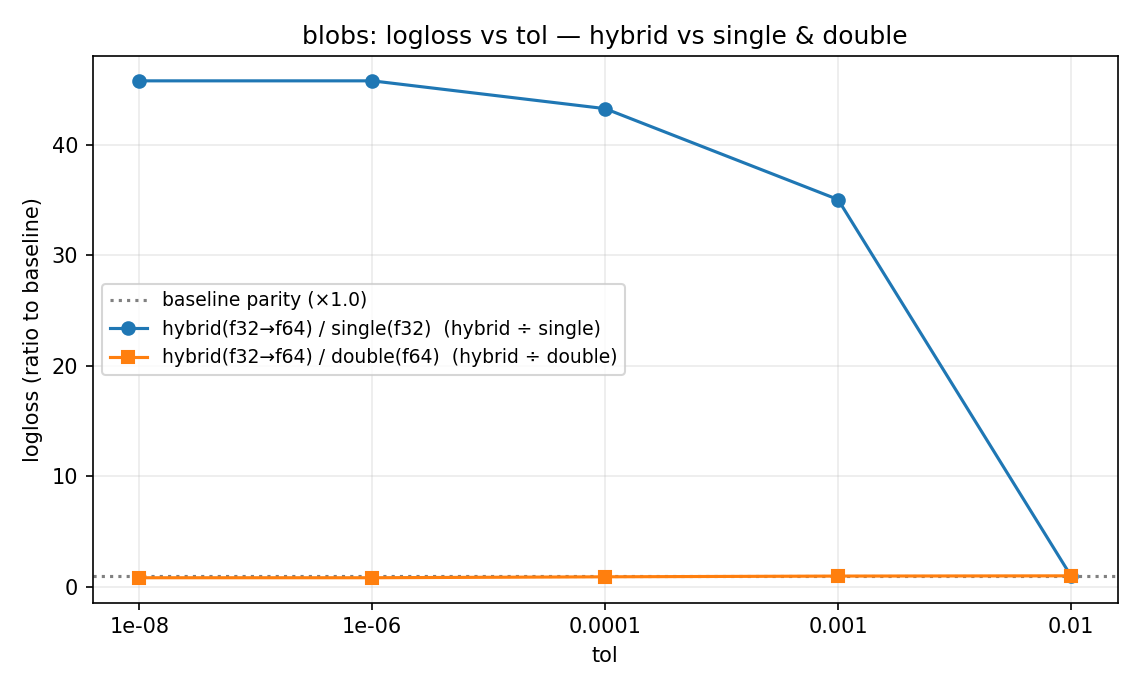 blobs: logloss vs tol — hybrid vs single & double
logloss (ratio to baseline)
40
30
20
10
0
baseline parity (×1.0)
hybrid(f32→f64) / single(f32)  (hybrid ÷ single)
hybrid(f32→f64) / double(f64)  (hybrid ÷ double)
1e-08
1e-06
0.0001
0.001
0.01
tol